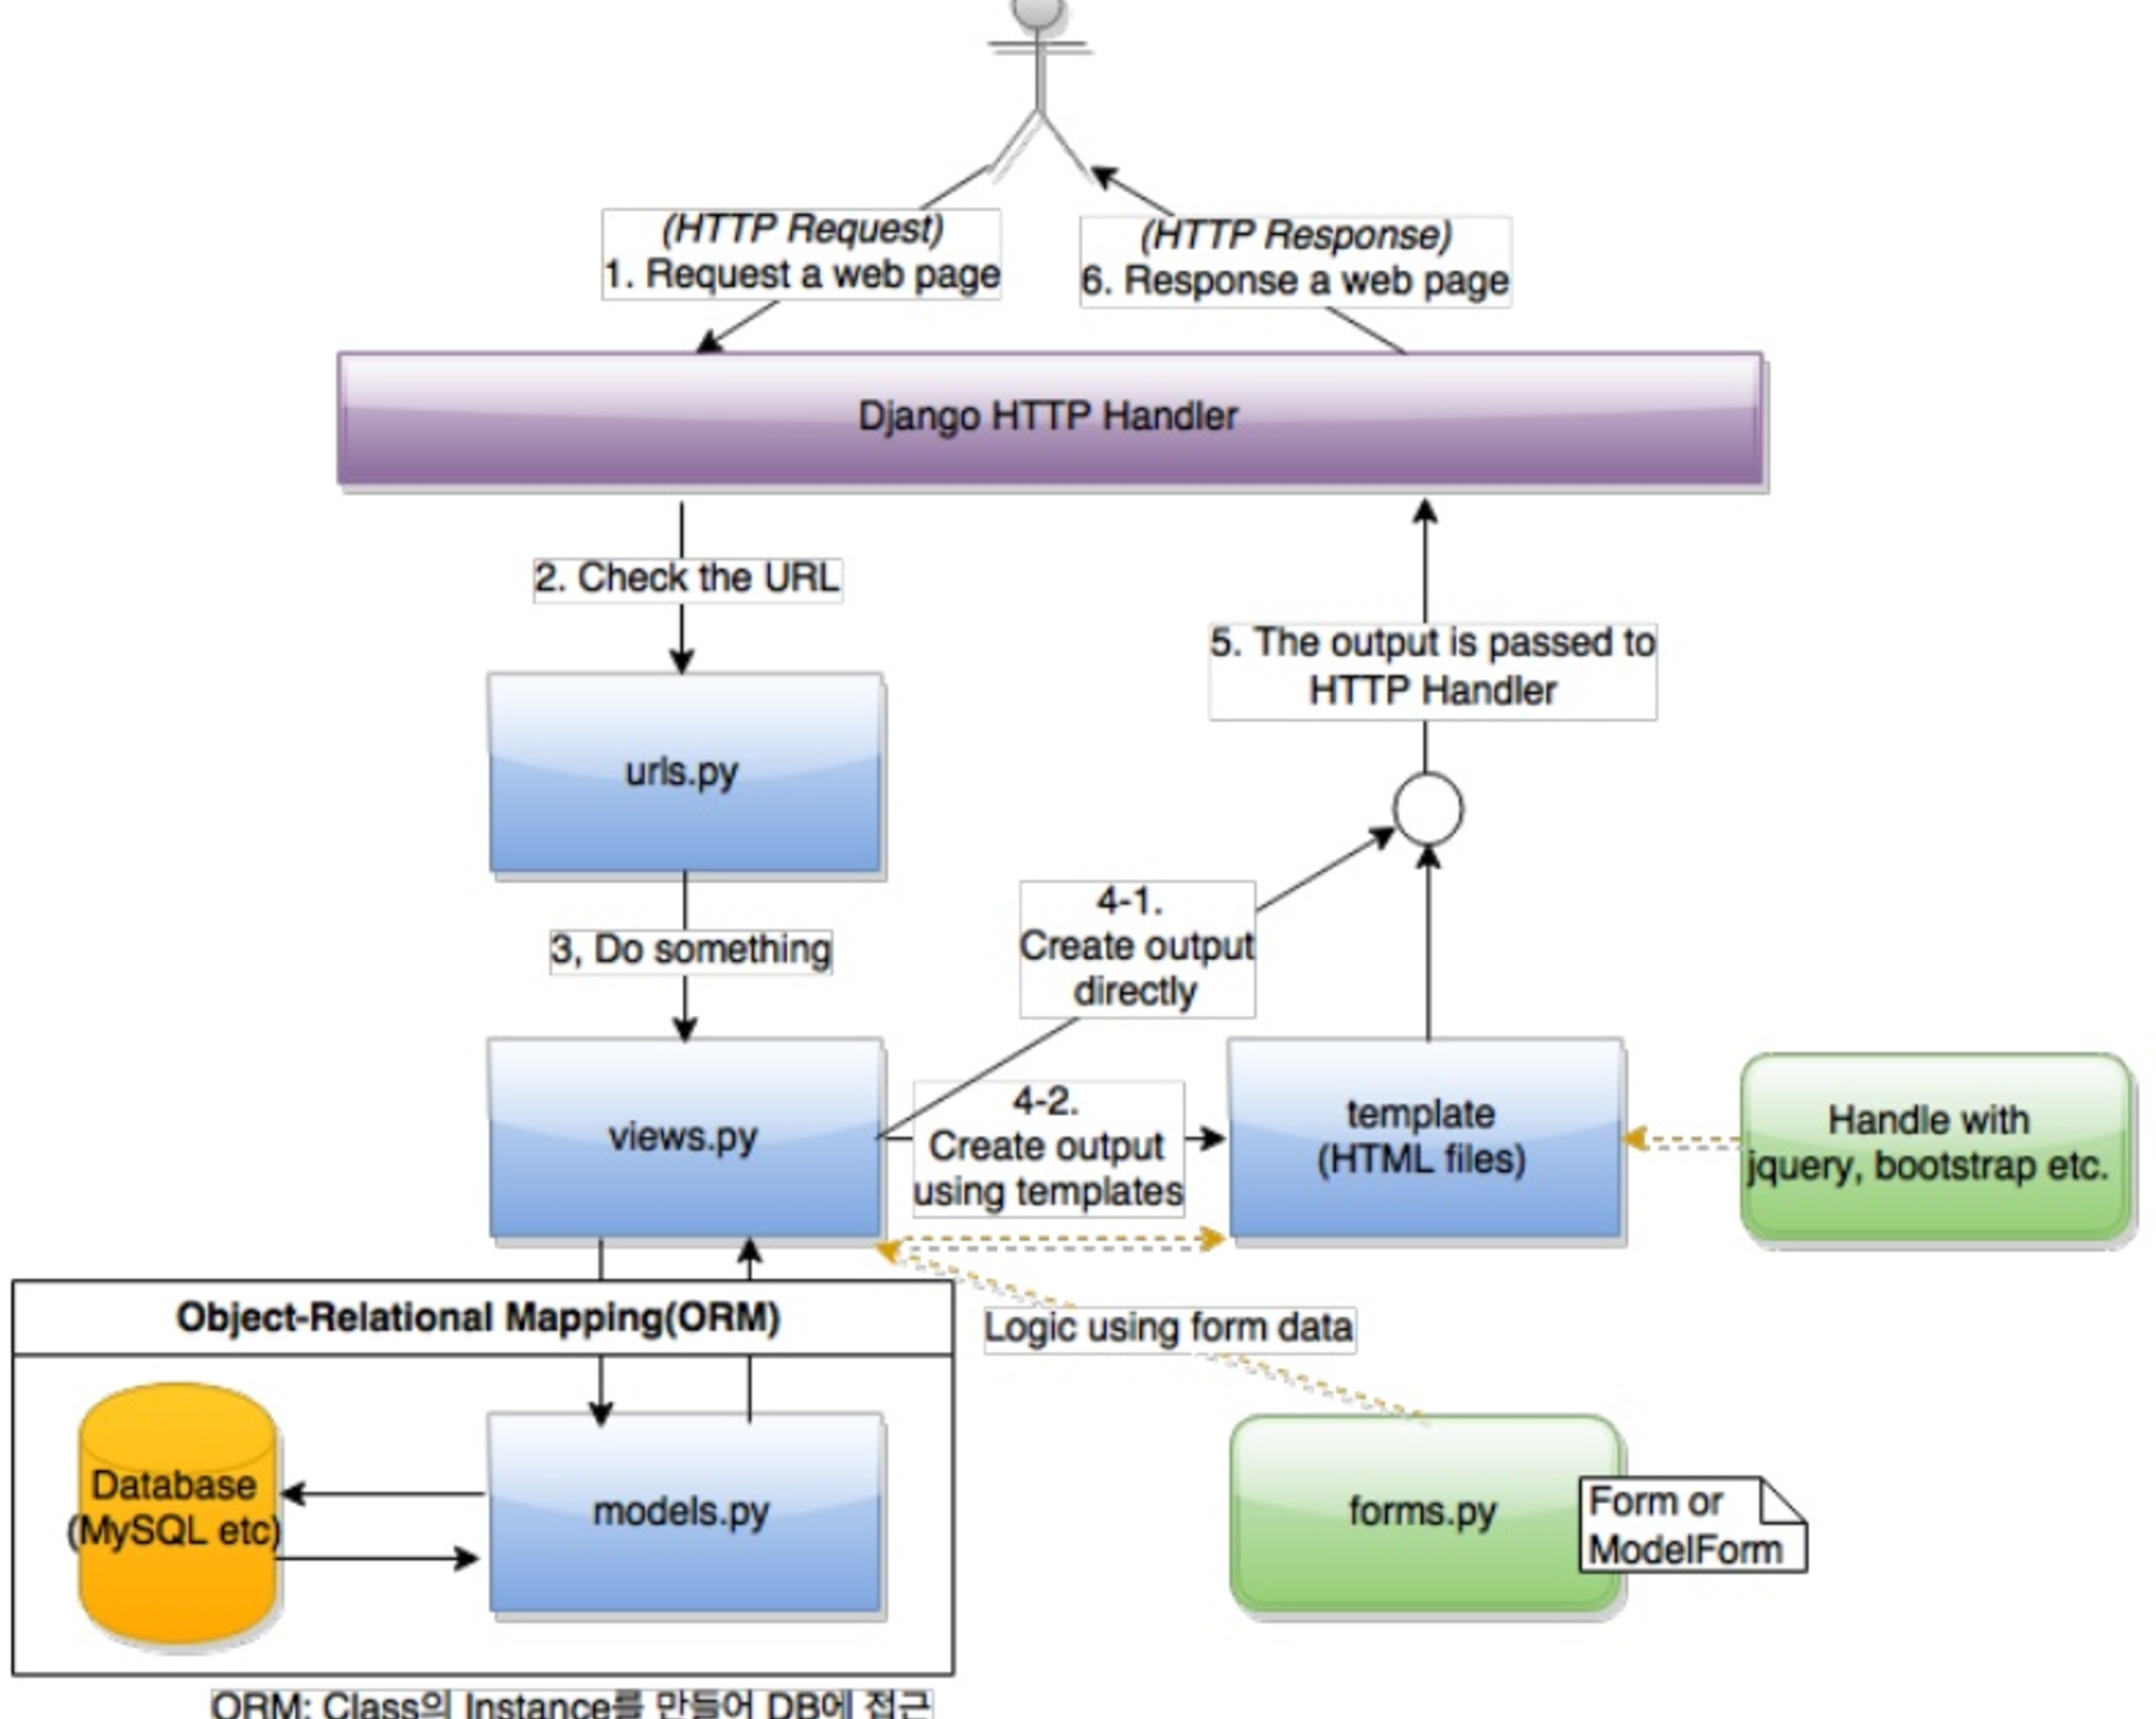 (HTTP Request)
1. Request a web page
(HTTP Response)
6. Response a web page
Django HTTP Handler
2. Check the URL
5. The output is passed to
HTTP Handler
urls.py
3, Do something
4-1.
Create output
directly
views.py
4-2.
Create output
using templates
template
(HTML files)
Handle with
jquery, bootstrap etc.
Object-Relational Mapping(ORM)
Logic using form data
Database
(MySQL etc)
models.py
forms.py
Form or
ModelForm
ORM: Class의 Instance를 만들어 DB에 접근